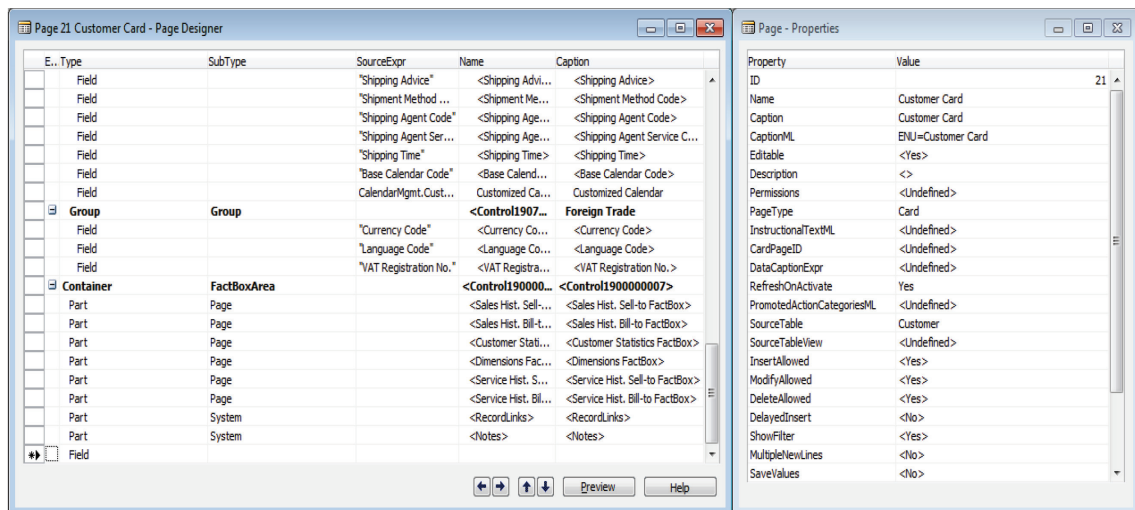 Page 21 Customer Card - Page Designer
E.. Type SubType SourceExpr Name Caption
Field "Shipping Advice" <Shipping Advi... <Shipping Advice>
Field "Shipment Method ... <Shipment Me... <Shipment Method Code>
Field "Shipping Agent Code" <Shipping Age... <Shipping Agent Code>
Field "Shipping Agent Ser... <Shipping Age... <Shipping Agent Service C...
Field "Shipping Time" <Shipping Time> <Shipping Time>
Field "Base Calendar Code" <Base Calend... <Base Calendar Code>
Field CalendarMgmt.Cust... Customized Ca... Customized Calendar
Group Group <Control1907... Foreign Trade
Field "Currency Code" <Currency Co... <Currency Code>
Field "Language Code" <Language Co... <Language Code>
Field "VAT Registration No." <VAT Registra... <VAT Registration No.>
Container FactBoxArea <Control190000... <Control1900000007>
Part Page <Sales Hist. Sell-... <Sales Hist. Sell-to FactBox>
Part Page <Sales Hist. Bill-t... <Sales Hist. Bill-to FactBox>
Part Page <Customer Stati... <Customer Statistics FactBox>
Part Page <Dimensions Fac... <Dimensions FactBox>
Part Page <Service Hist. S... <Service Hist. Sell-to FactBox>
Part Page <Service Hist. Bil... <Service Hist. Bill-to FactBox>
Part System <RecordLinks> <RecordLinks>
Part System <Notes> <Notes>
Field
Preview Help
Page - Properties
Property Value
ID 21
Name Customer Card
Caption Customer Card
CaptionML ENU=Customer Card
Editable <Yes>
Description <>
Permissions <Undefined>
PageType Card
InstructionalTextML <Undefined>
CardPageID <Undefined>
DataCaptionExpr <Undefined>
RefreshOnActivate Yes
PromotedActionCategoriesML <Undefined>
SourceTable Customer
SourceTableView <Undefined>
InsertAllowed <Yes>
ModifyAllowed <Yes>
DeleteAllowed <Yes>
DelayedInsert <No>
ShowFilter <Yes>
MultipleNewLines <No>
SaveValues <No>